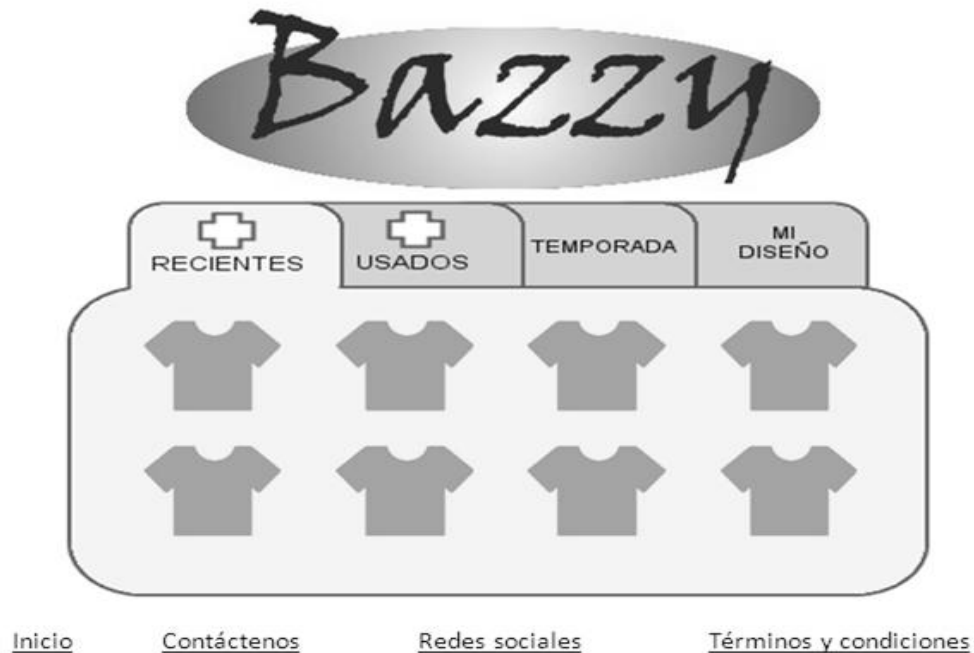 Bazzy
RECIENTES
USADOS
TEMPORADA
MI
DISEÑO
Inicio
Contáctenos
Redes sociales
Términos y condiciones